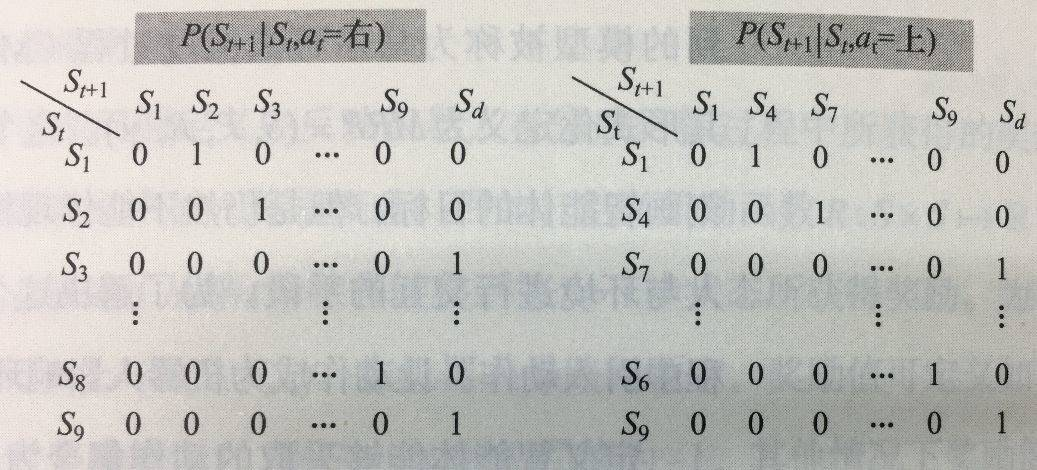 P(S_{t+1}|S_t,a_t=右)
S_{t+1}
S_t
S_1 S_2 S_3 S_9 S_d
S_1 0 1 0 ··· 0 0
S_2 0 0 1 ··· 0 0
S_3 0 0 0 ··· 0 1
⋮ ⋮ ⋮
S_8 0 0 0 ··· 1 0
S_9 0 0 0 ··· 0 1
P(S_{t+1}|S_t,a_t=上)
S_{t+1}
S_t
S_1 S_4 S_7 S_9 S_d
S_1 0 1 0 ··· 0 0
S_4 0 0 1 ··· 0 0
S_7 0 0 0 ··· 0 1
⋮ ⋮ ⋮
S_6 0 0 0 ··· 1 0
S_9 0 0 0 ··· 0 1